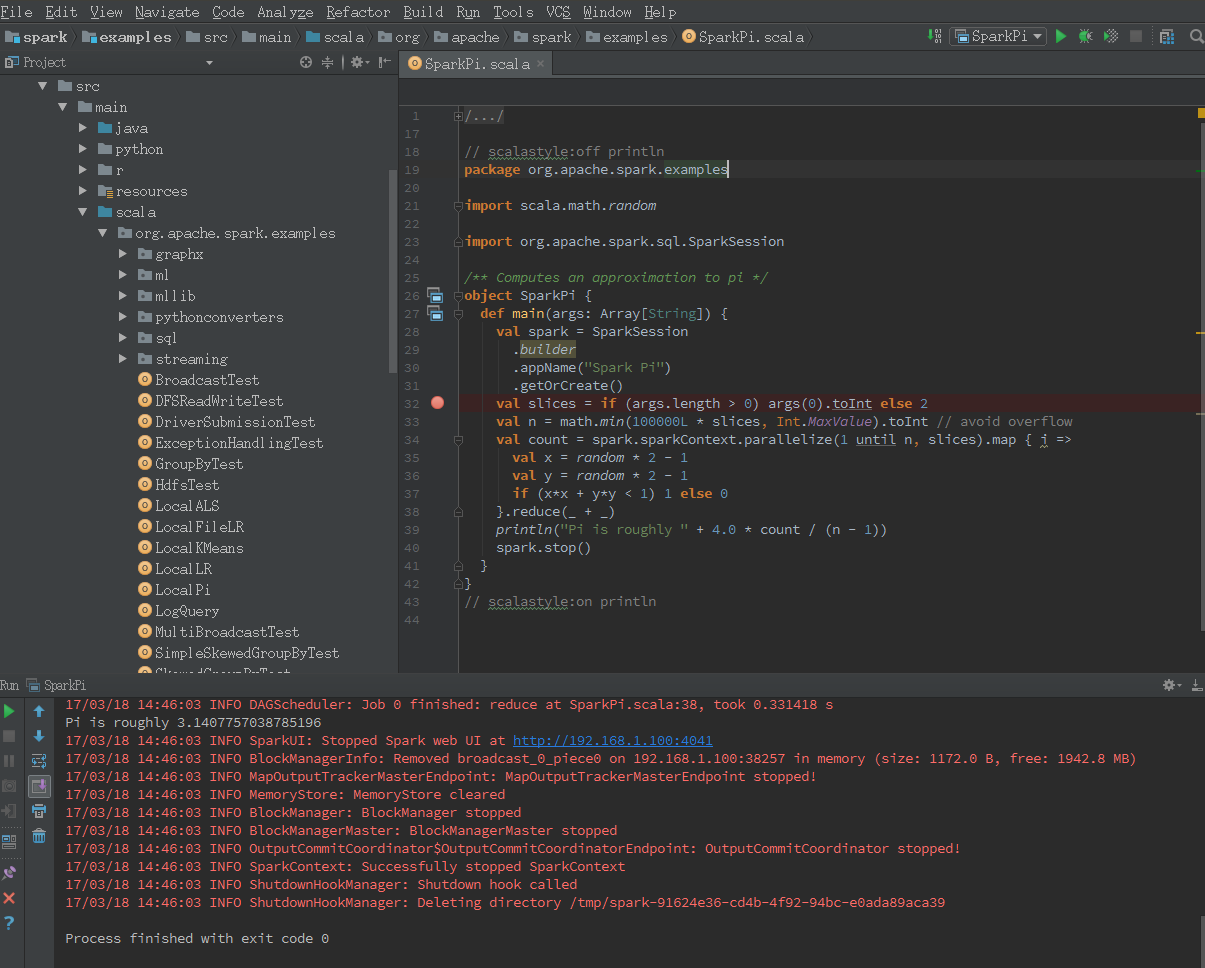 File Edit View Navigate Code Analyze Refactor Build Run Tools VCS Window Help
spark examples src main scala org apache spark examples SparkPi.scala SparkPi
Project
SparkPi.scala
src
main
java
python
r
resources
scala
org.apache.spark.examples
graphx
ml
mllib
pythonconverters
sql
streaming
BroadcastTest
DFSReadWriteTest
DriverSubmissionTest
ExceptionHandlingTest
GroupByTest
HdfsTest
LocalALS
LocalFileLR
LocalKMeans
LocalLR
LocalPi
LogQuery
MultiBroadcastTest
SimpleSkewedGroupByTest
SkewedGroupByTest
1 /.../
17
18 // scalastyle:off println
19 package org.apache.spark.examples
20
21 import scala.math.random
22
23 import org.apache.spark.sql.SparkSession
24
25 /** Computes an approximation to pi */
26 object SparkPi {
27 def main(args: Array[String]) {
28 val spark = SparkSession
29 .builder
30 .appName("Spark Pi")
31 .getOrCreate()
32 val slices = if (args.length > 0) args(0).toInt else 2
33 val n = math.min(100000L * slices, Int.MaxValue).toInt // avoid overflow
34 val count = spark.sparkContext.parallelize(1 until n, slices).map { i =>
35 val x = random * 2 - 1
36 val y = random * 2 - 1
37 if (x*x + y*y < 1) 1 else 0
38 }.reduce(_ + _)
39 println("Pi is roughly " + 4.0 * count / (n - 1))
40 spark.stop()
41 }
42 }
43 // scalastyle:on println
44
Run SparkPi
17/03/18 14:46:03 INFO DAGScheduler: Job 0 finished: reduce at SparkPi.scala:38, took 0.331418 s
Pi is roughly 3.1407757038785196
17/03/18 14:46:03 INFO SparkUI: Stopped Spark web UI at http://192.168.1.100:4041
17/03/18 14:46:03 INFO BlockManagerInfo: Removed broadcast_0_piece0 on 192.168.1.100:38257 in memory (size: 1172.0 B, free: 1942.8 MB)
17/03/18 14:46:03 INFO MapOutputTrackerMasterEndpoint: MapOutputTrackerMasterEndpoint stopped!
17/03/18 14:46:03 INFO MemoryStore: MemoryStore cleared
17/03/18 14:46:03 INFO BlockManager: BlockManager stopped
17/03/18 14:46:03 INFO BlockManagerMaster: BlockManagerMaster stopped
17/03/18 14:46:03 INFO OutputCommitCoordinator$OutputCommitCoordinatorEndpoint: OutputCommitCoordinator stopped!
17/03/18 14:46:03 INFO SparkContext: Successfully stopped SparkContext
17/03/18 14:46:03 INFO ShutdownHookManager: Shutdown hook called
17/03/18 14:46:03 INFO ShutdownHookManager: Deleting directory /tmp/spark-91624e36-cd4b-4f92-94bc-e0ada89aca39
Process finished with exit code 0